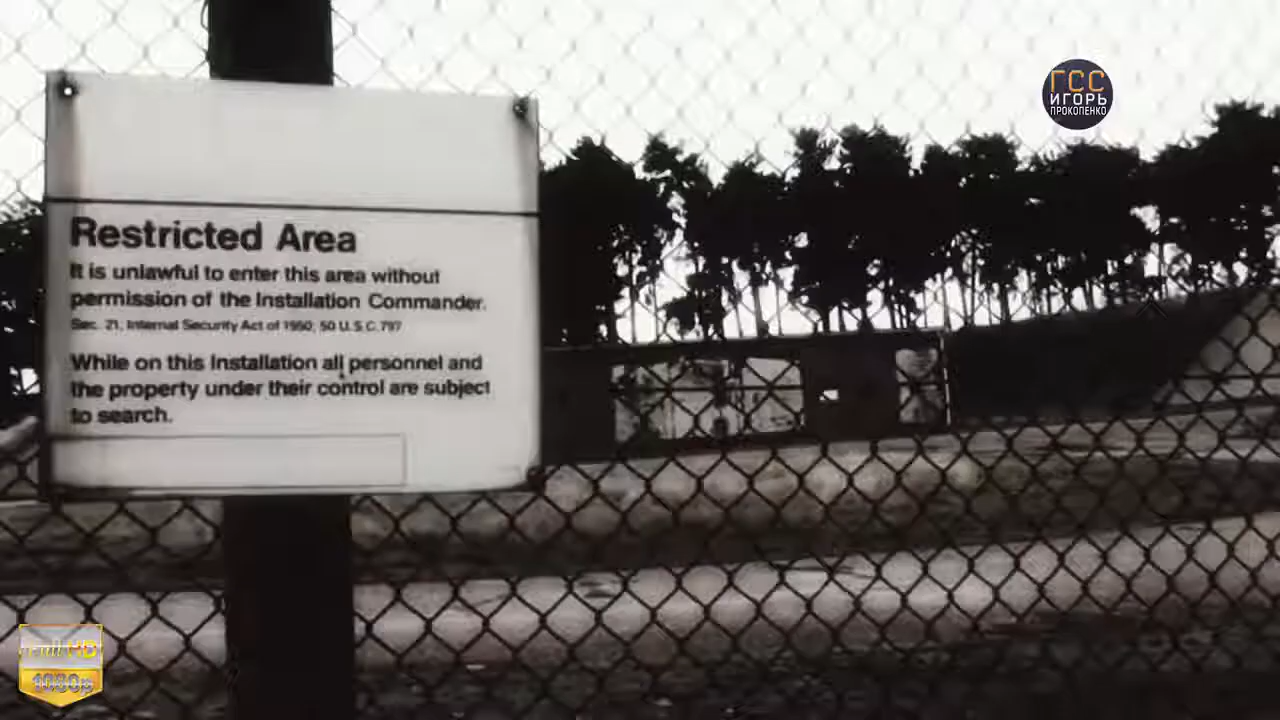 ГСС
ИГОРЬ
ПРОКОПЕНКО
Restricted Area
It is unlawful to enter this area without
permission of the Installation Commander.
Sec. 21, Internal Security Act of 1950; 50 U.S.C. 797
While on this Installation all personnel and
the property under their control are subject
to search.
Full HD
1080p